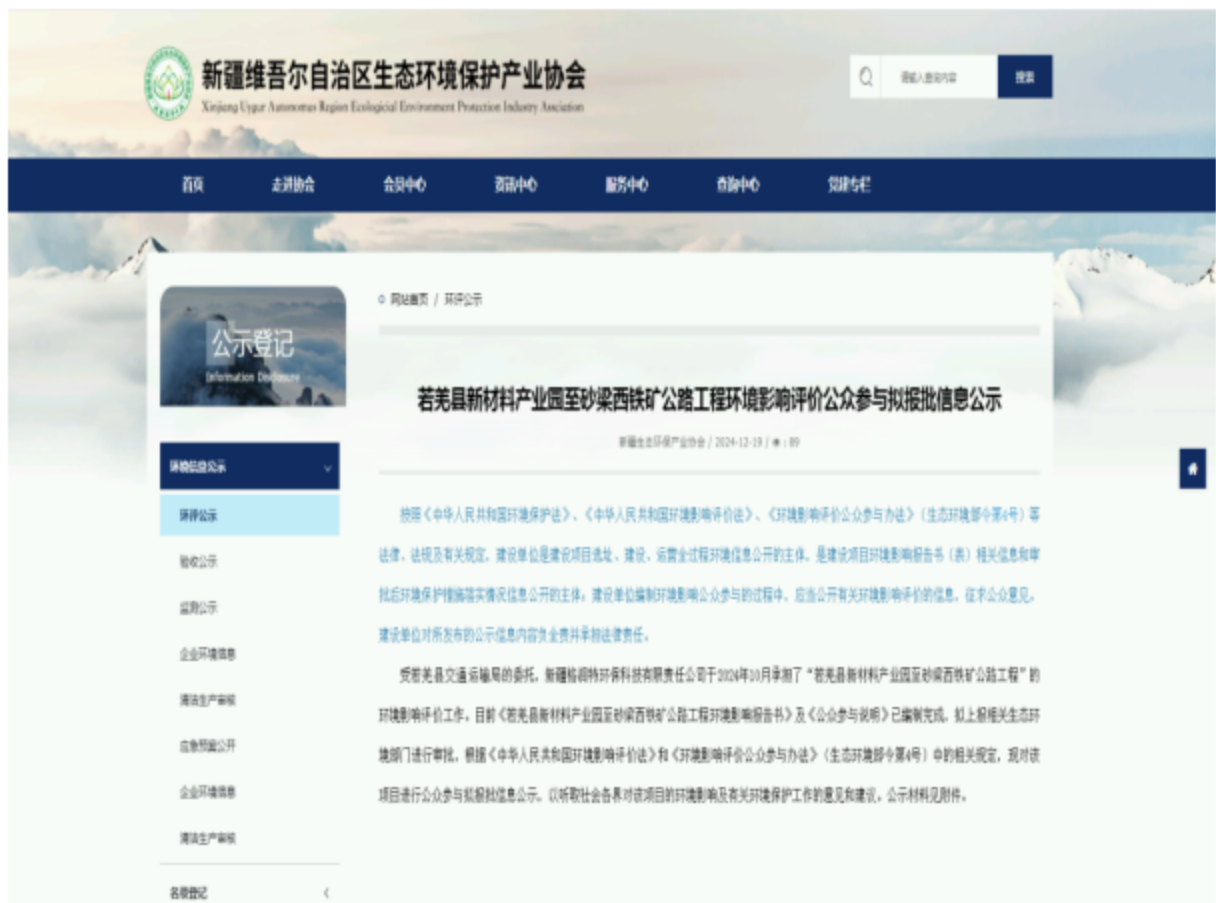 新疆维吾尔自治区生态环境保护产业协会
Xinjiang Uygur Autonomus Region Ecologicial Environment Protection Industry Assciation
请输入查询内容
搜索
首页 走进协会 会员中心 资讯中心 服务中心 查询中心 党建专栏
公示登记
Information Disclosure
网站首页 / 环评公示
若羌县新材料产业园至砂梁西铁矿公路工程环境影响评价公众参与拟报批信息公示
新疆生态环保产业协会 / 2024-12-19 / : 89
环境信息公示
环评公示
验收公示
监测公示
企业环境信息
清洁生产审核
应急预案公开
企业环境信息
清洁生产审核
名录登记
按照《中华人民共和国环境保护法》、《中华人民共和国环境影响评价法》、《环境影响评价公众参与办法》（生态环境部令第4号）等
法律、法规及有关规定，建设单位是建设项目选址、建设、运营全过程环境信息公开的主体，是建设项目环境影响报告书（表）相关信息和审
批后环境保护措施落实情况信息公开的主体。建设单位编制环境影响公众参与的过程中，应当公开有关环境影响评价的信息，征求公众意见。
建设单位对所发布的公示信息内容负全责并承担法律责任。
受若羌县交通运输局的委托，新疆格润特环保科技有限责任公司于2024年10月承担了“若羌县新材料产业园至砂梁西铁矿公路工程”的
环境影响评价工作，目前《若羌县新材料产业园至砂梁西铁矿公路工程环境影响报告书》及《公众参与说明》已编制完成，拟上报相关生态环
境部门进行审批，根据《中华人民共和国环境影响评价法》和《环境影响评价公众参与办法》（生态环境部令第4号）中的相关规定，现对该
项目进行公众参与拟报批信息公示，以听取社会各界对该项目的环境影响及有关环境保护工作的意见和建议，公示材料见附件。